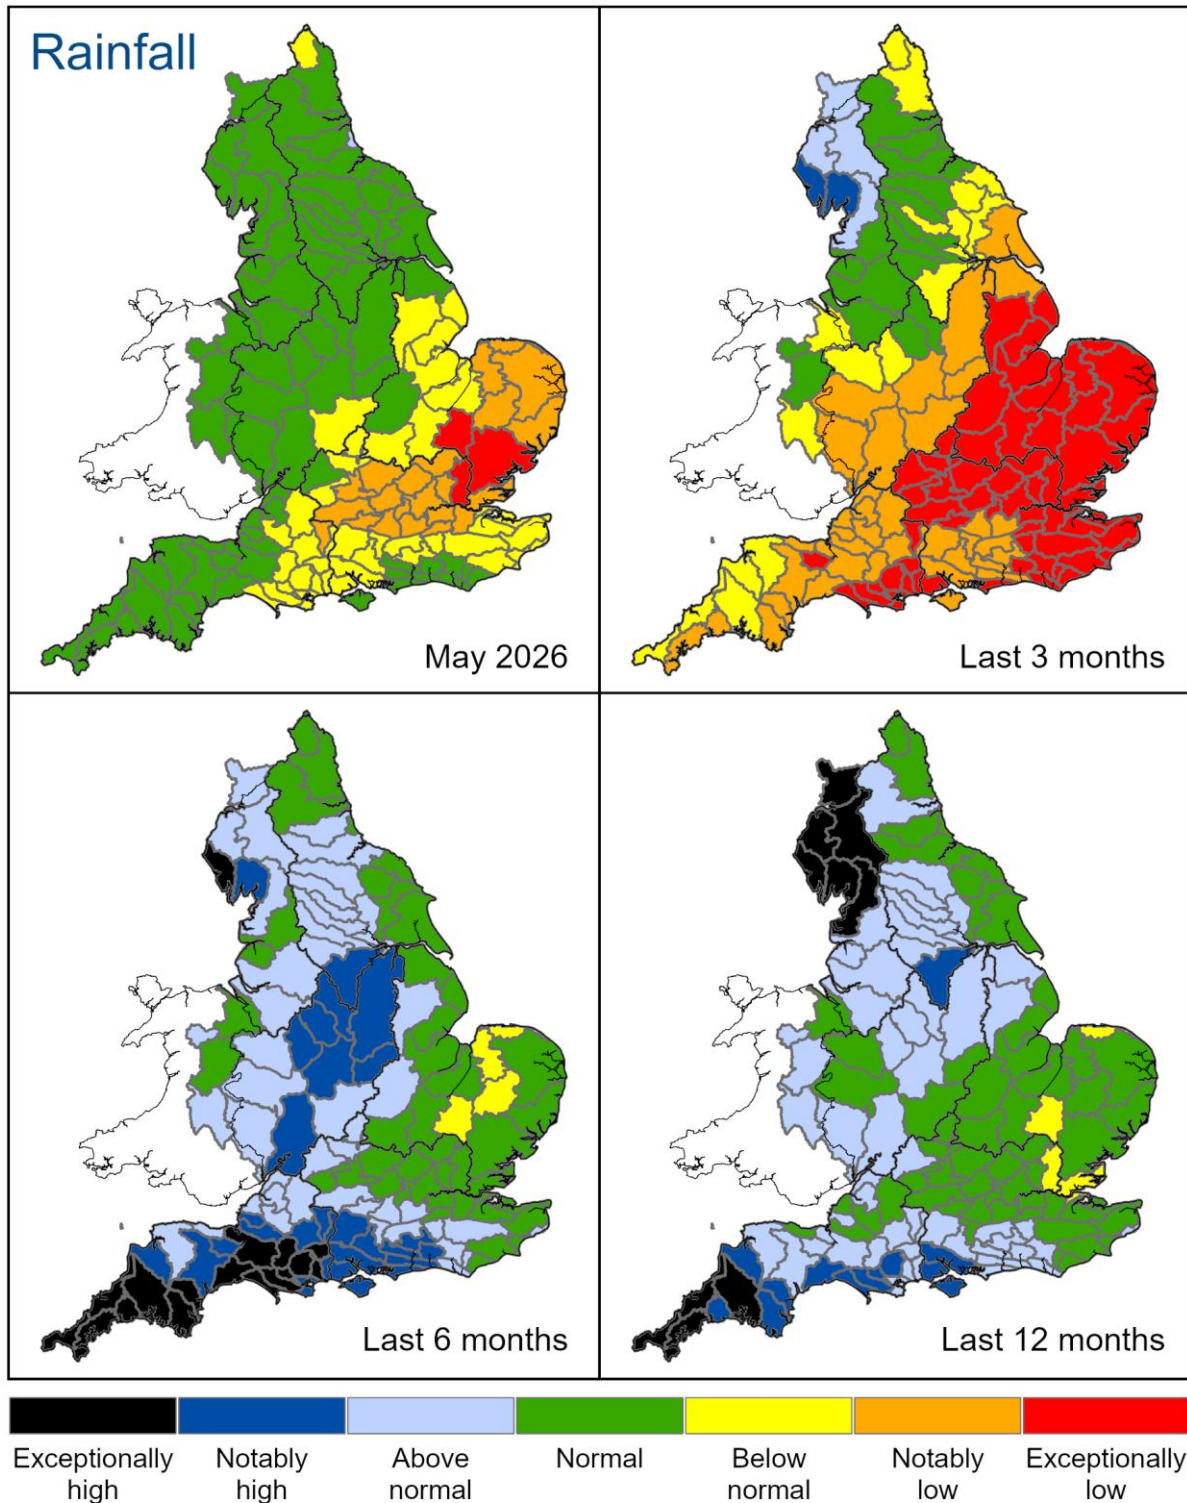 Rainfall
May 2026
Last 3 months
Last 6 months
Last 12 months
Exceptionally high
Notably high
Above normal
Normal
Below normal
Notably low
Exceptionally low